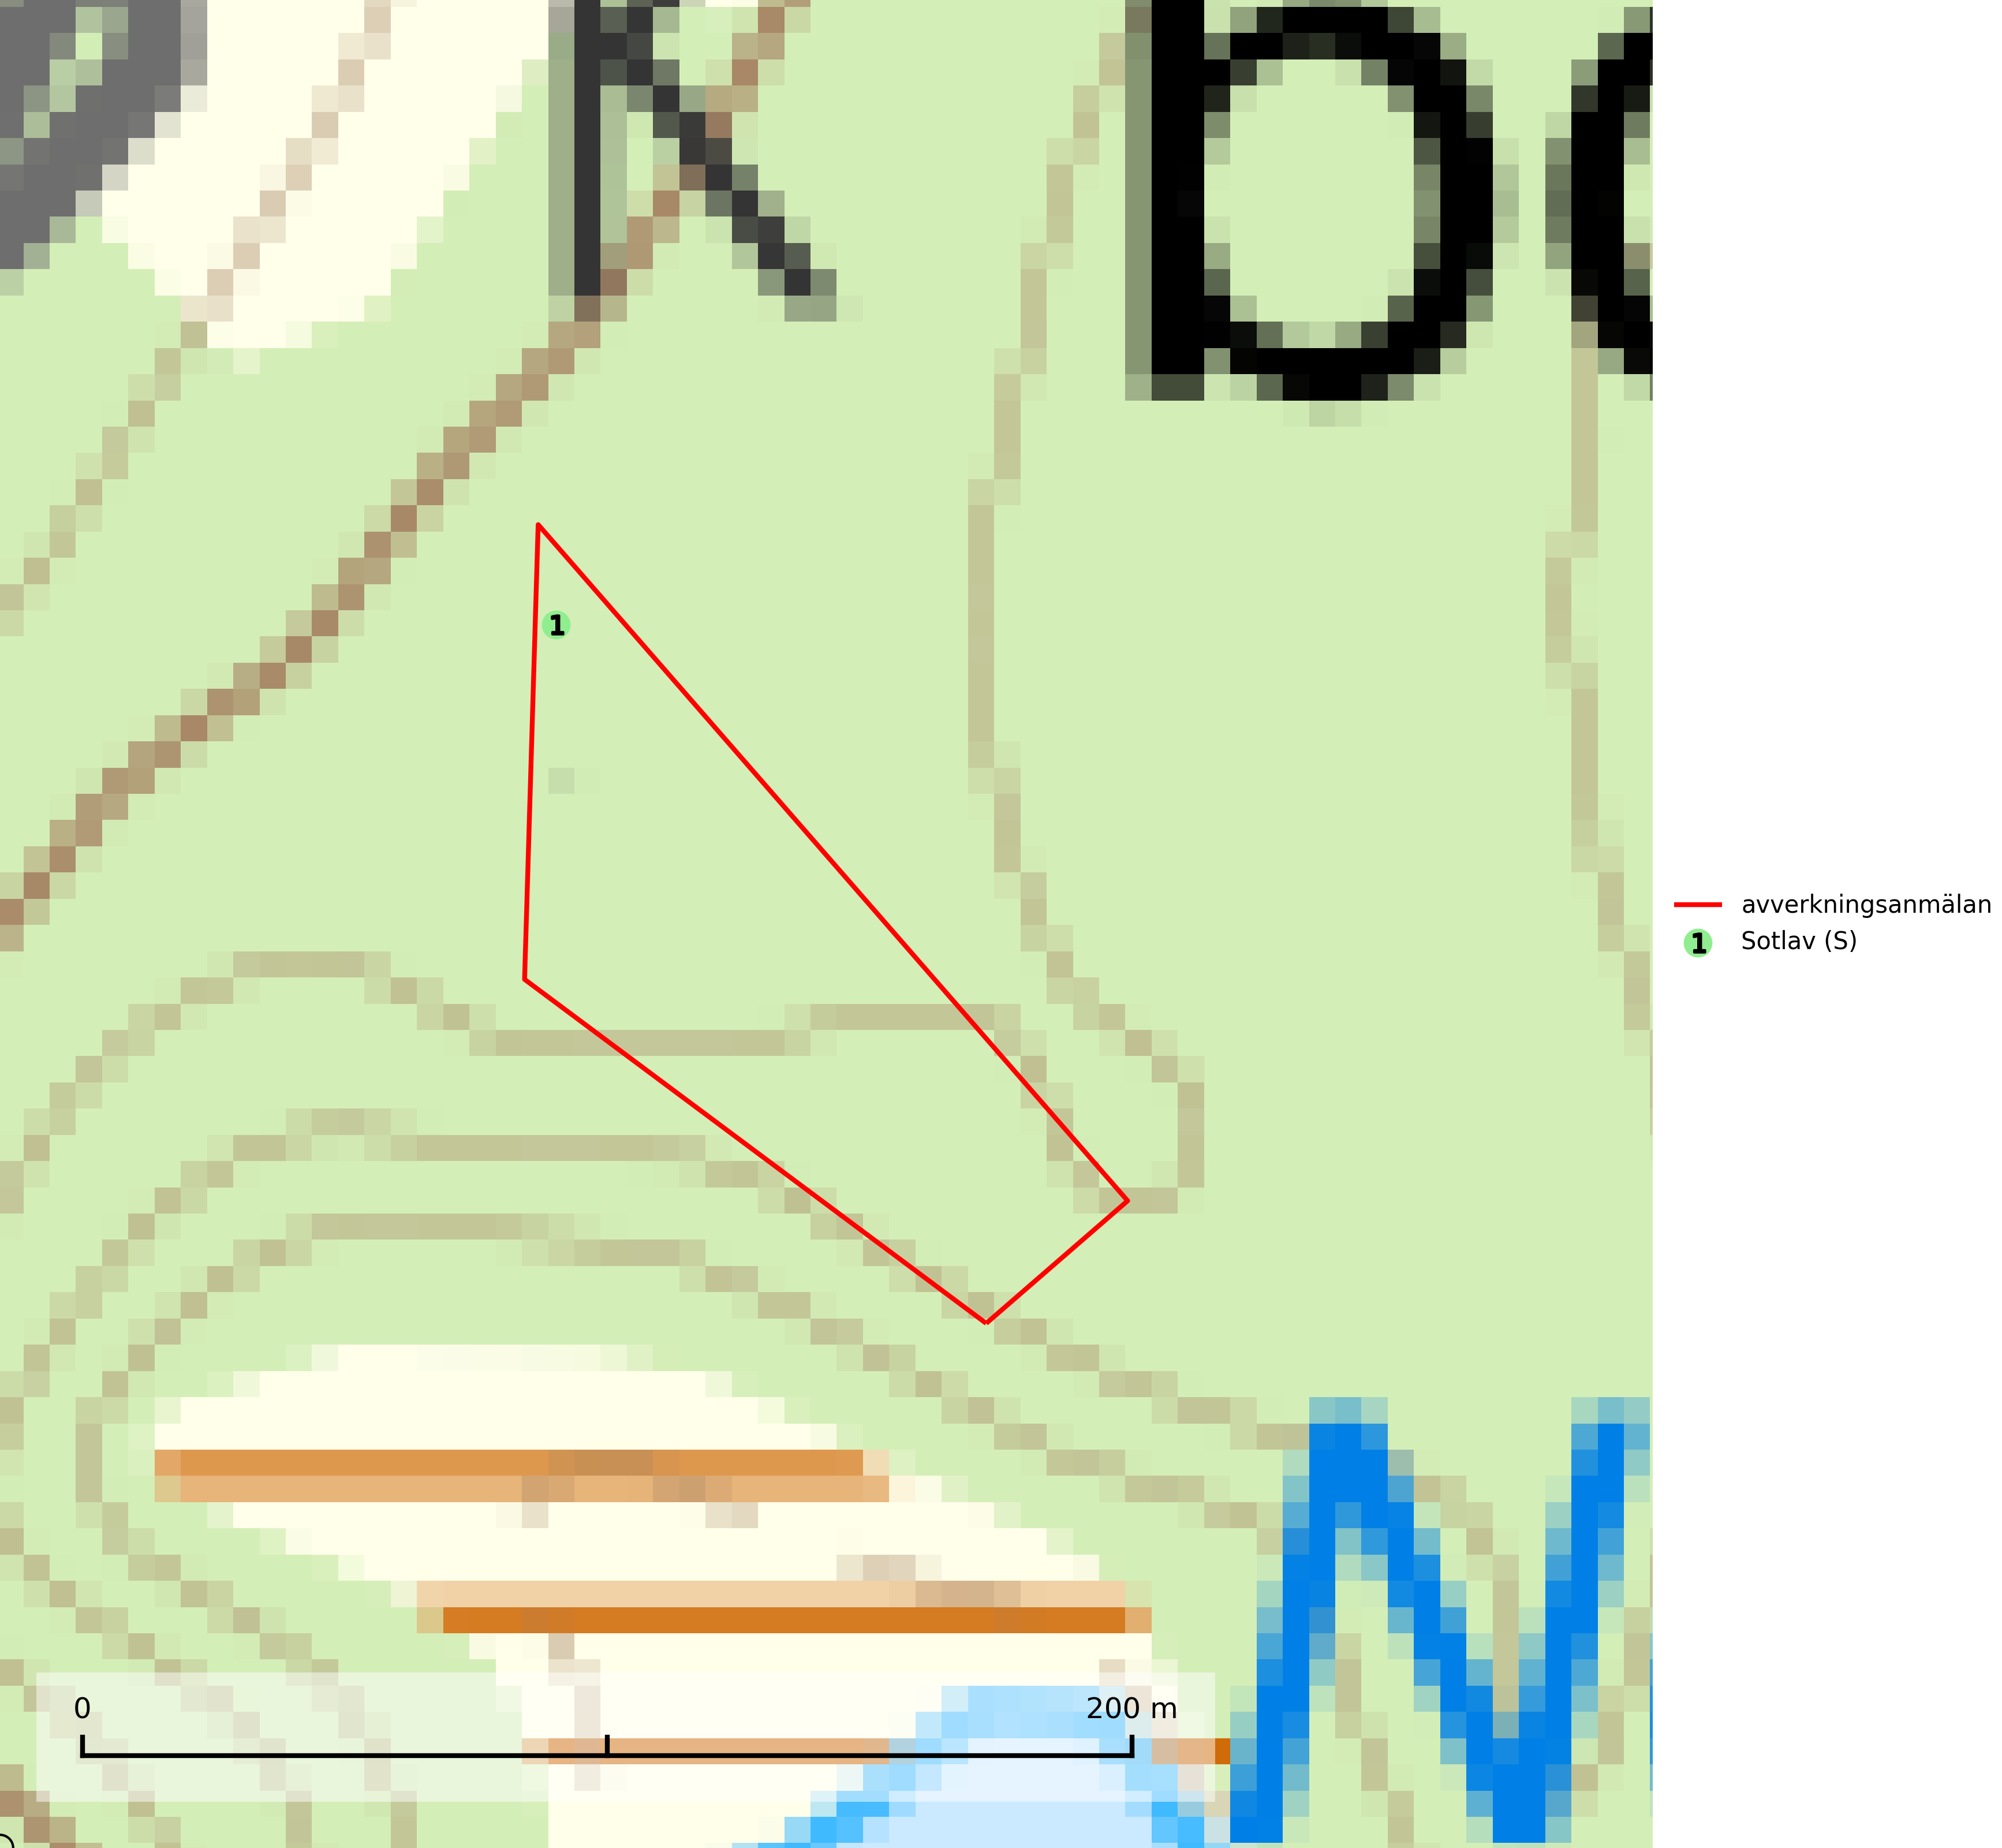 1
avverkningsanmälan
1 Sotlav (S)
0 200 m